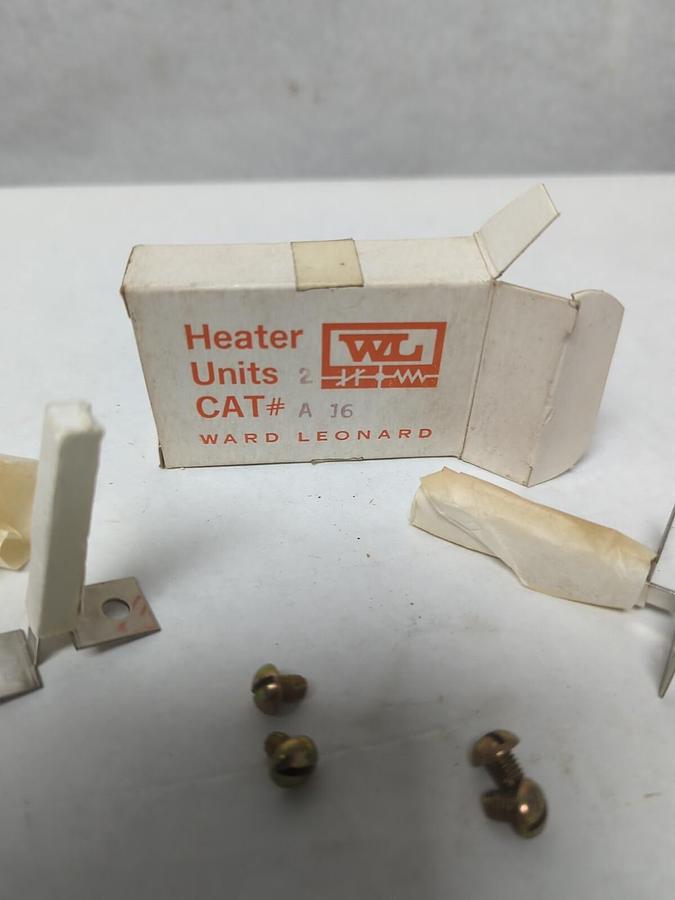 Heater
WL
Units 2
CAT# A 16
WARD LEONARD